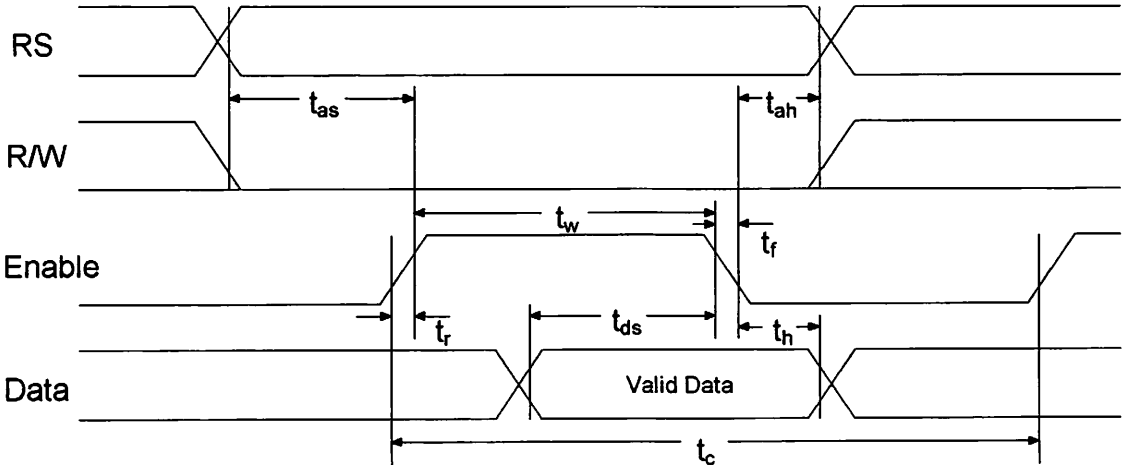 RS
t_as
t_ah
R/W
t_w
t_f
Enable
t_r
t_ds
t_h
Data
Valid Data
t_c